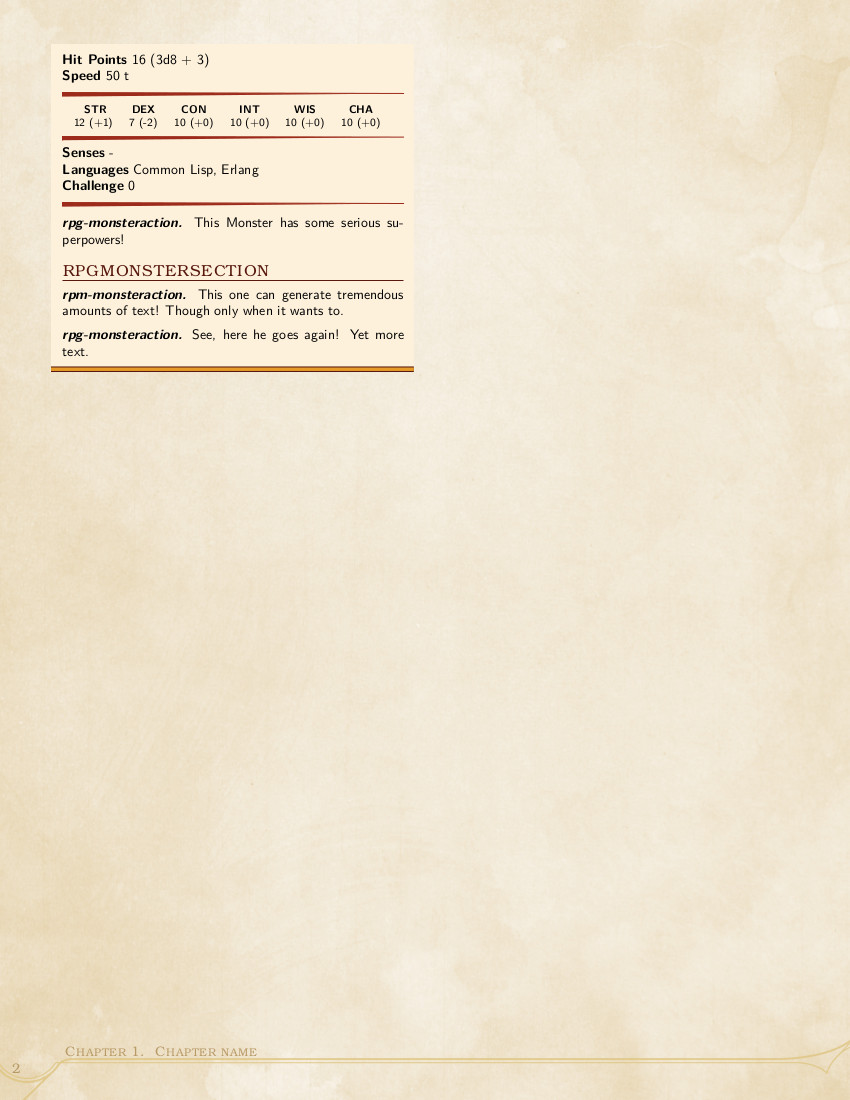 Hit Points 16 (3d8 + 3)
Speed 50 t
STR DEX CON INT WIS CHA
12 (+1) 7 (-2) 10 (+0) 10 (+0) 10 (+0) 10 (+0)
Senses -
Languages Common Lisp, Erlang
Challenge 0
rpg-monsteraction. This Monster has some serious su-
perpowers!
RPGMONSTERSECTION
rpm-monsteraction. This one can generate tremendous
amounts of text! Though only when it wants to.
rpg-monsteraction. See, here he goes again! Yet more
text.
Chapter 1. Chapter name
2